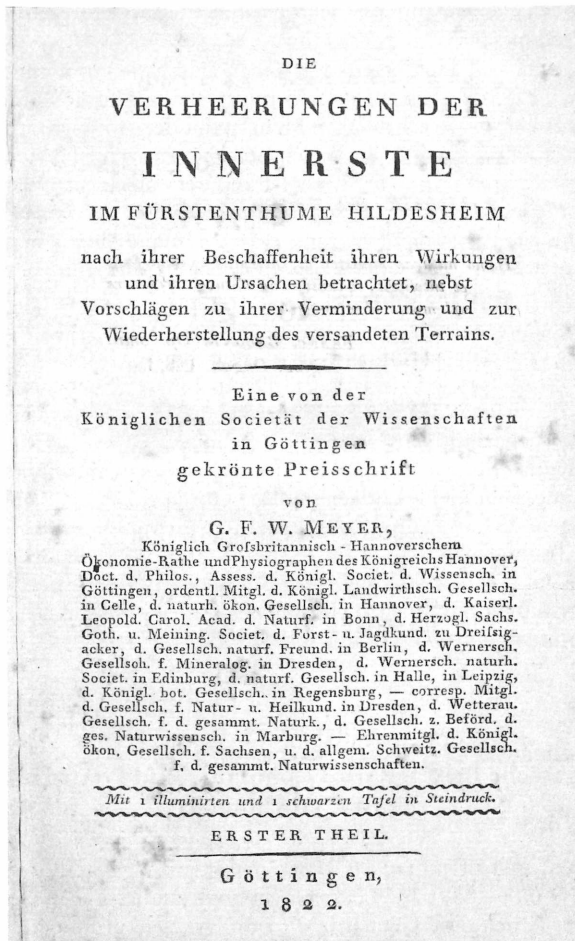 DIE
VERHEERUNGEN DER
INNERSTE
IM FÜRSTENTHUME HILDESHEIM
nach ihrer Beschaffenheit ihren Wirkungen
und ihren Ursachen betrachtet, nebst
Vorschlägen zu ihrer Verminderung und zur
Wiederherstellung des versandeten Terrains.
Eine von der
Königlichen Societät der Wissenschaften
in Göttingen
gekrönte Preisschrift
von
G. F. W. MEYER,
Königlich Groſsbritannisch-Hannoverschem
Ökonomie-Rathe und Physiographen des Königreichs Hannover,
Doct. d. Philos., Assess. d. Königl. Societ. d. Wissensch. in
Göttingen, ordentl. Mitgl. d. Königl. Landwirthsch. Gesellsch.
in Celle, d. naturh. ökon. Gesellsch. in Hannover, d. Kaiserl.
Leopold. Carol. Acad. d. Naturf. in Bonn, d. Herzogl. Sachs.
Goth. u. Meining. Societ. d. Forst- u. Jagdkund. zu Dreiſsig-
acker, d. Gesellsch. naturf. Freund. in Berlin, d. Wernersch.
Gesellsch. f. Mineralog. in Dresden, d. Wernersch. naturh.
Societ. in Edinburg, d. naturf. Gesellsch. in Halle, in Leipzig,
d. Königl. bot. Gesellsch. in Regensburg, — corresp. Mitgl.
d. Gesellsch. f. Natur- u. Heilkund. in Dresden, d. Wetterau.
Gesellsch. f. d. gesammt. Naturk., d. Gesellsch. z. Beförd. d.
ges. Naturwissensch. in Marburg. — Ehrenmitgl. d. Königl.
ökon. Gesellsch. f. Sachsen, u. d. allgem. Schweitz. Gesellsch.
f. d. gesammt. Naturwissenschaften.
Mit 1 illuminirten und 1 schwarzen Tafel in Steindruck.
ERSTER THEIL.
Göttingen,
1822.